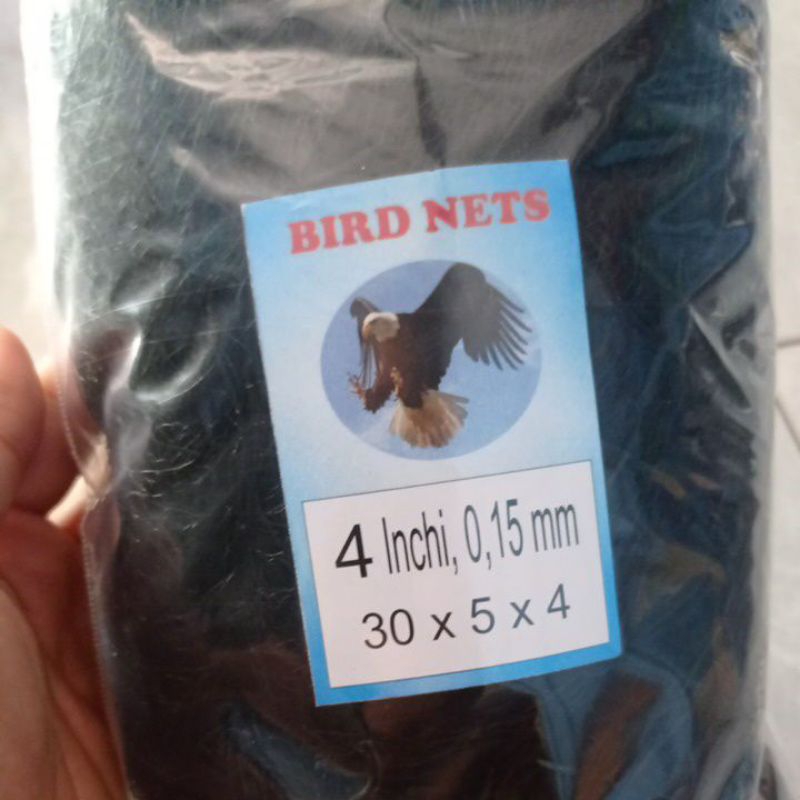 BIRD NETS
4 Inchi, 0,15 mm
30 x 5 x 4